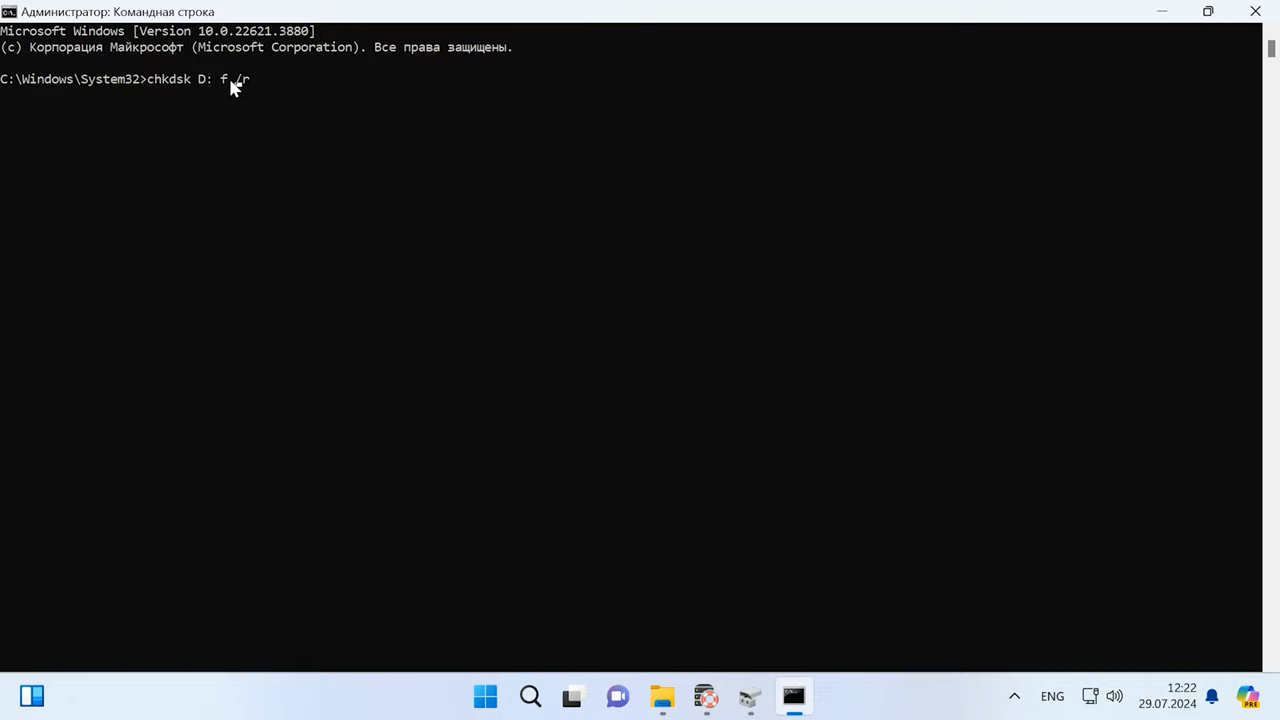 Администратор: Командная строка
Microsoft Windows [Version 10.0.22621.3880]
(c) Корпорация Майкрософт (Microsoft Corporation). Все права защищены.
C:\Windows\System32>chkdsk D: f /r
ENG
12:22
29.07.2024
PRE